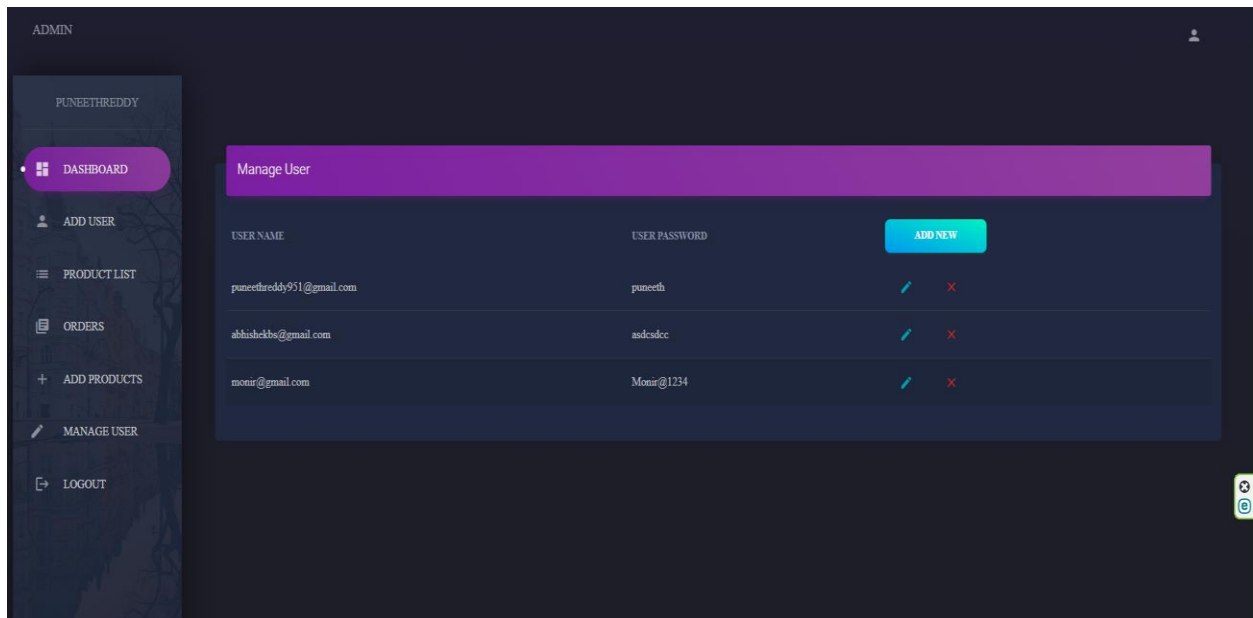 ADMIN
PUNEETHREDDY
DASHBOARD
ADD USER
PRODUCT LIST
ORDERS
ADD PRODUCTS
MANAGE USER
LOGOUT
Manage User
USER NAME USER PASSWORD ADD NEW
puneethreddy951@gmail.com puneeth
abhishekbs@gmail.com asdcsdcc
monir@gmail.com Monir@1234